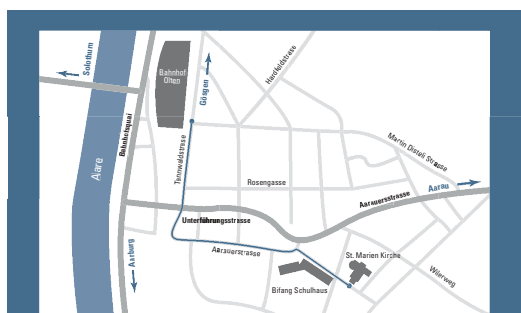 Solothurn
Bahnhof
Olten
Gösgen
Hardfeldstrasse
Bahnhofquai
Aare
Tannwaldstrasse
Martin Disteli Strasse
Rosengasse
Aarau
Aarauerstrasse
Unterführungsstrasse
Aarburg
Aarauerstrasse
St. Marien Kirche
Bifang Schulhaus
Wilerweg